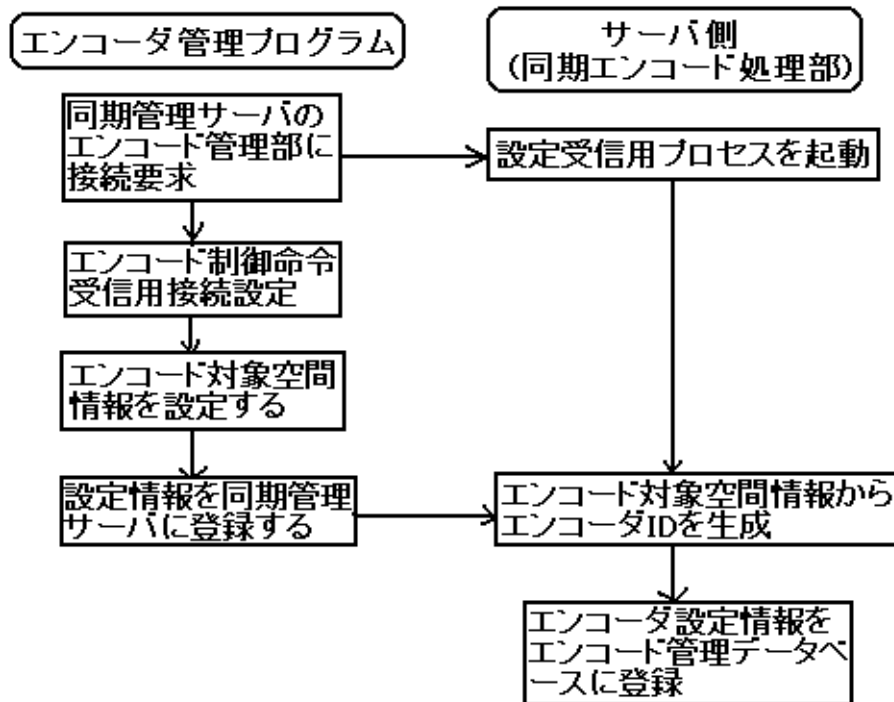 エンコーダ管理プログラム
サーバ側
(同期エンコード処理部)
同期管理サーバの
エンコード管理部に
接続要求
設定受信用プロセスを起動
エンコード制御命令
受信用接続設定
エンコード対象空間
情報を設定する
設定情報を同期管理
サーバに登録する
エンコード対象空間情報から
エンコーダIDを生成
エンコーダ設定情報を
エンコード管理データベ
ースに登録